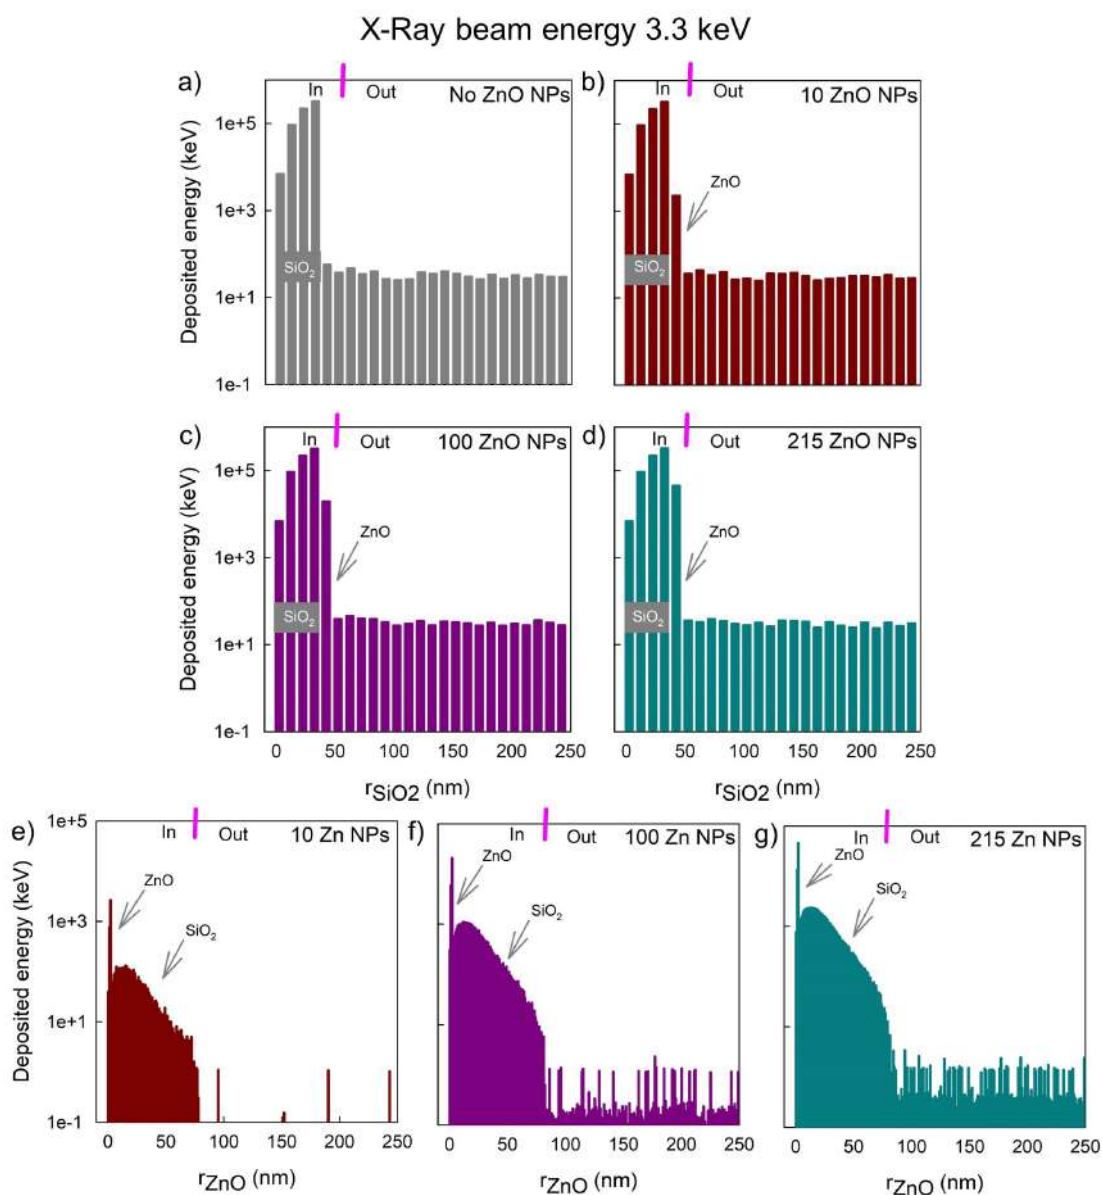 X-Ray beam energy 3.3 keV
a)
In
Out
No ZnO NPs
Deposited energy (keV)
1e+5
1e+3
1e+1
1e-1
SiO2
b)
In
Out
10 ZnO NPs
ZnO
SiO2
c)
In
Out
100 ZnO NPs
Deposited energy (keV)
1e+5
1e+3
1e+1
1e-1
ZnO
SiO2
0 50 100 150 200 250
rSiO2 (nm)
d)
In
Out
215 ZnO NPs
ZnO
SiO2
0 50 100 150 200 250
rSiO2 (nm)
e)
In
Out
10 Zn NPs
Deposited energy (keV)
1e+5
1e+3
1e+1
1e-1
ZnO
SiO2
0 50 100 150 200 250
rZnO (nm)
f)
In
Out
100 Zn NPs
ZnO
SiO2
0 50 100 150 200 250
rZnO (nm)
g)
In
Out
215 Zn NPs
ZnO
SiO2
0 50 100 150 200 250
rZnO (nm)